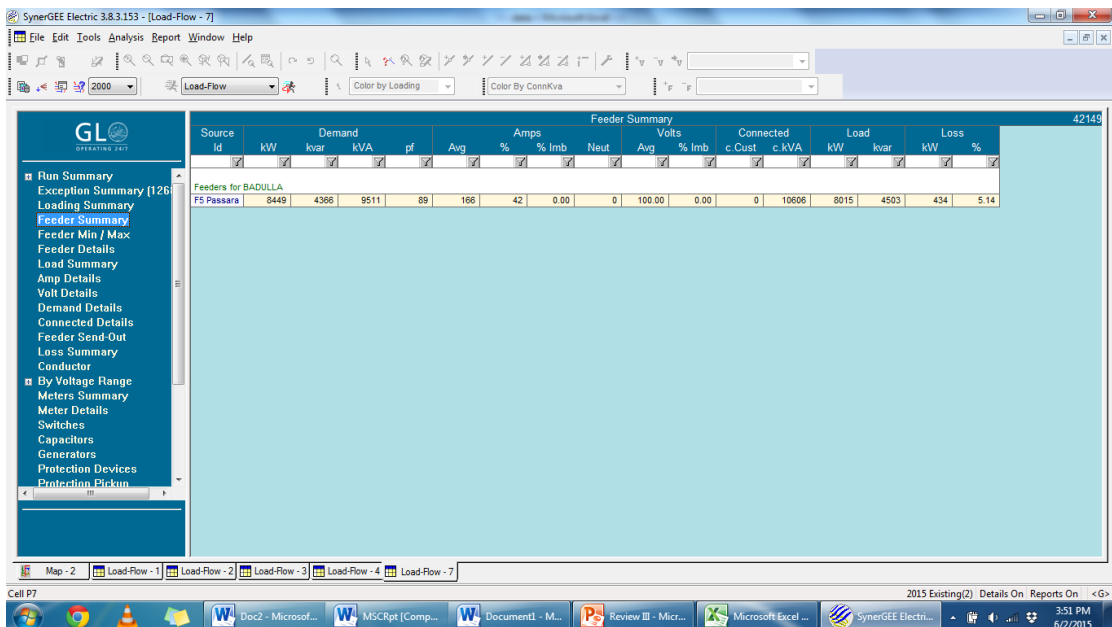 SynerGEE Electric 3.8.3.153 - [Load-Flow - 7]
File Edit Tools Analysis Report Window Help
2000 Load-Flow Color by Loading Color By ConnKva
Feeder Summary 42149
GL
OPERATING 24/7
Source Demand Amps Volts Connected Load Loss
Id kW kvar kVA pf Avg % % Imb Neut Avg % Imb c.Cust c.kVA kW kvar kW %
Feeders for BADULLA
F5 Passara 8449 4366 9511 89 166 42 0.00 0 100.00 0.00 0 10606 8015 4503 434 5.14
Run Summary
Exception Summary [126
Loading Summary
Feeder Summary
Feeder Min / Max
Feeder Details
Load Summary
Amp Details
Volt Details
Demand Details
Connected Details
Feeder Send-Out
Loss Summary
Conductor
By Voltage Range
Meters Summary
Meter Details
Switches
Capacitors
Generators
Protection Devices
Protection Pickup
Map - 2 Load-Flow - 1 Load-Flow - 2 Load-Flow - 3 Load-Flow - 4 Load-Flow - 7
Cell P7 2015 Existing(2) Details On Reports On <G>
Doc2 - Microsof... MSCRpt [Comp... Document1 - M... Review III - Micr... Microsoft Excel ... SynerGEE Electri... 3:51 PM
6/2/2015